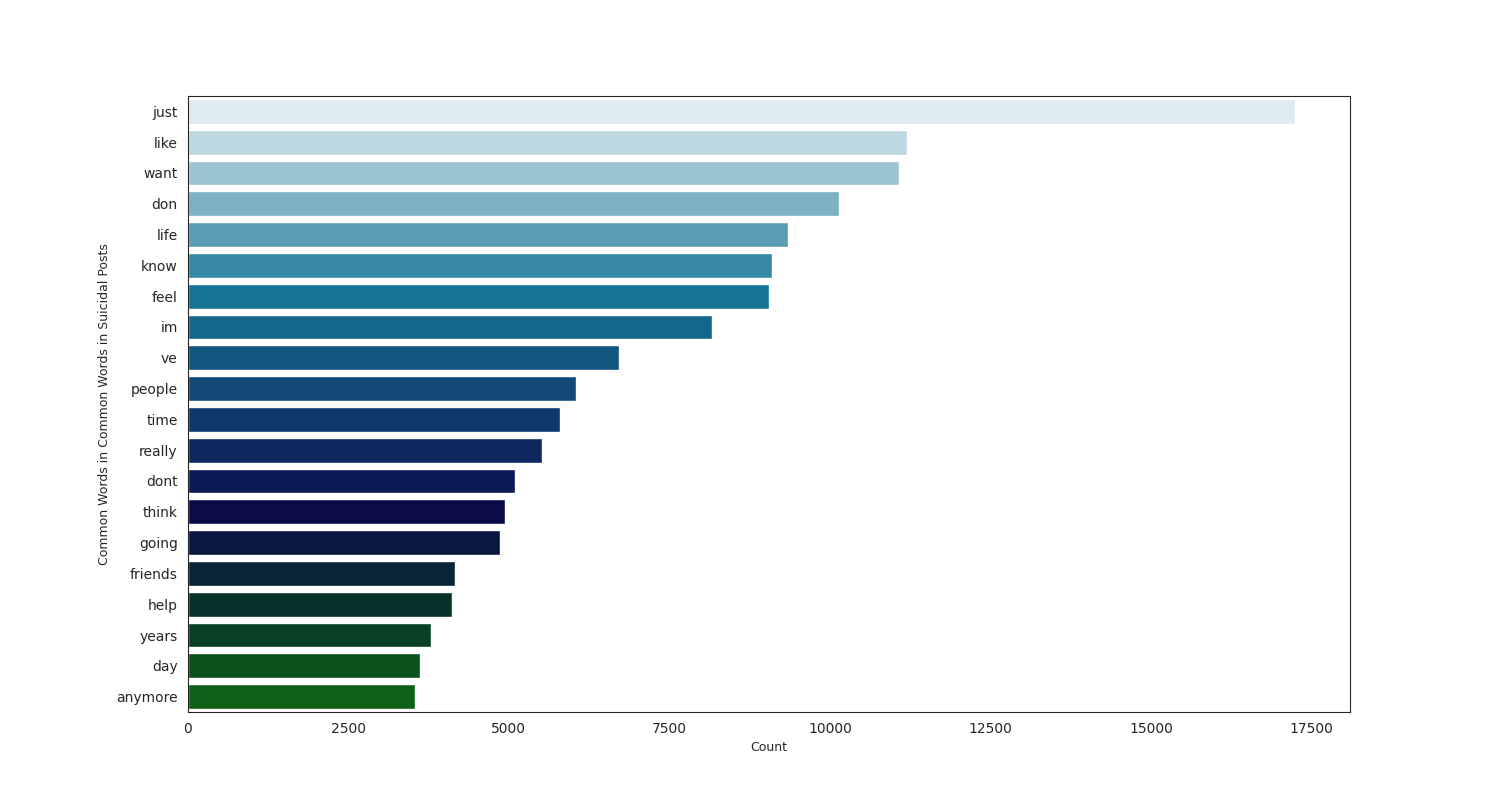 Common Words in Common Words in Suicidal Posts
just
like
want
don
life
know
feel
im
ve
people
time
really
dont
think
going
friends
help
years
day
anymore
0 2500 5000 7500 10000 12500 15000 17500
Count